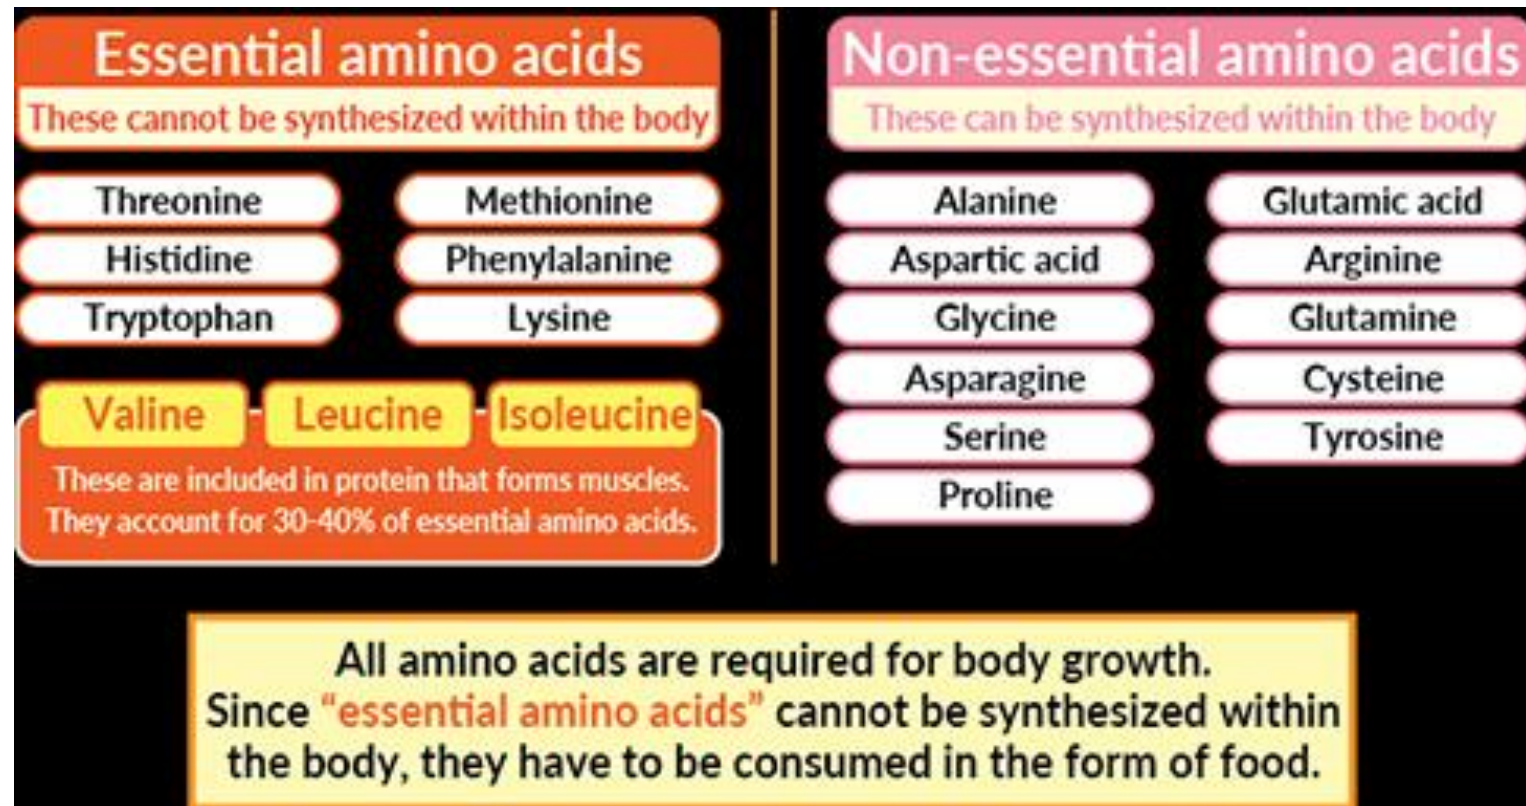 Essential amino acids
These cannot be synthesized within the body
Threonine
Methionine
Histidine
Phenylalanine
Tryptophan
Lysine
Valine
Leucine
Isoleucine
These are included in protein that forms muscles.
They account for 30-40% of essential amino acids.
Non-essential amino acids
These can be synthesized within the body
Alanine
Glutamic acid
Aspartic acid
Arginine
Glycine
Glutamine
Asparagine
Cysteine
Serine
Tyrosine
Proline
All amino acids are required for body growth.
Since “essential amino acids” cannot be synthesized within
the body, they have to be consumed in the form of food.